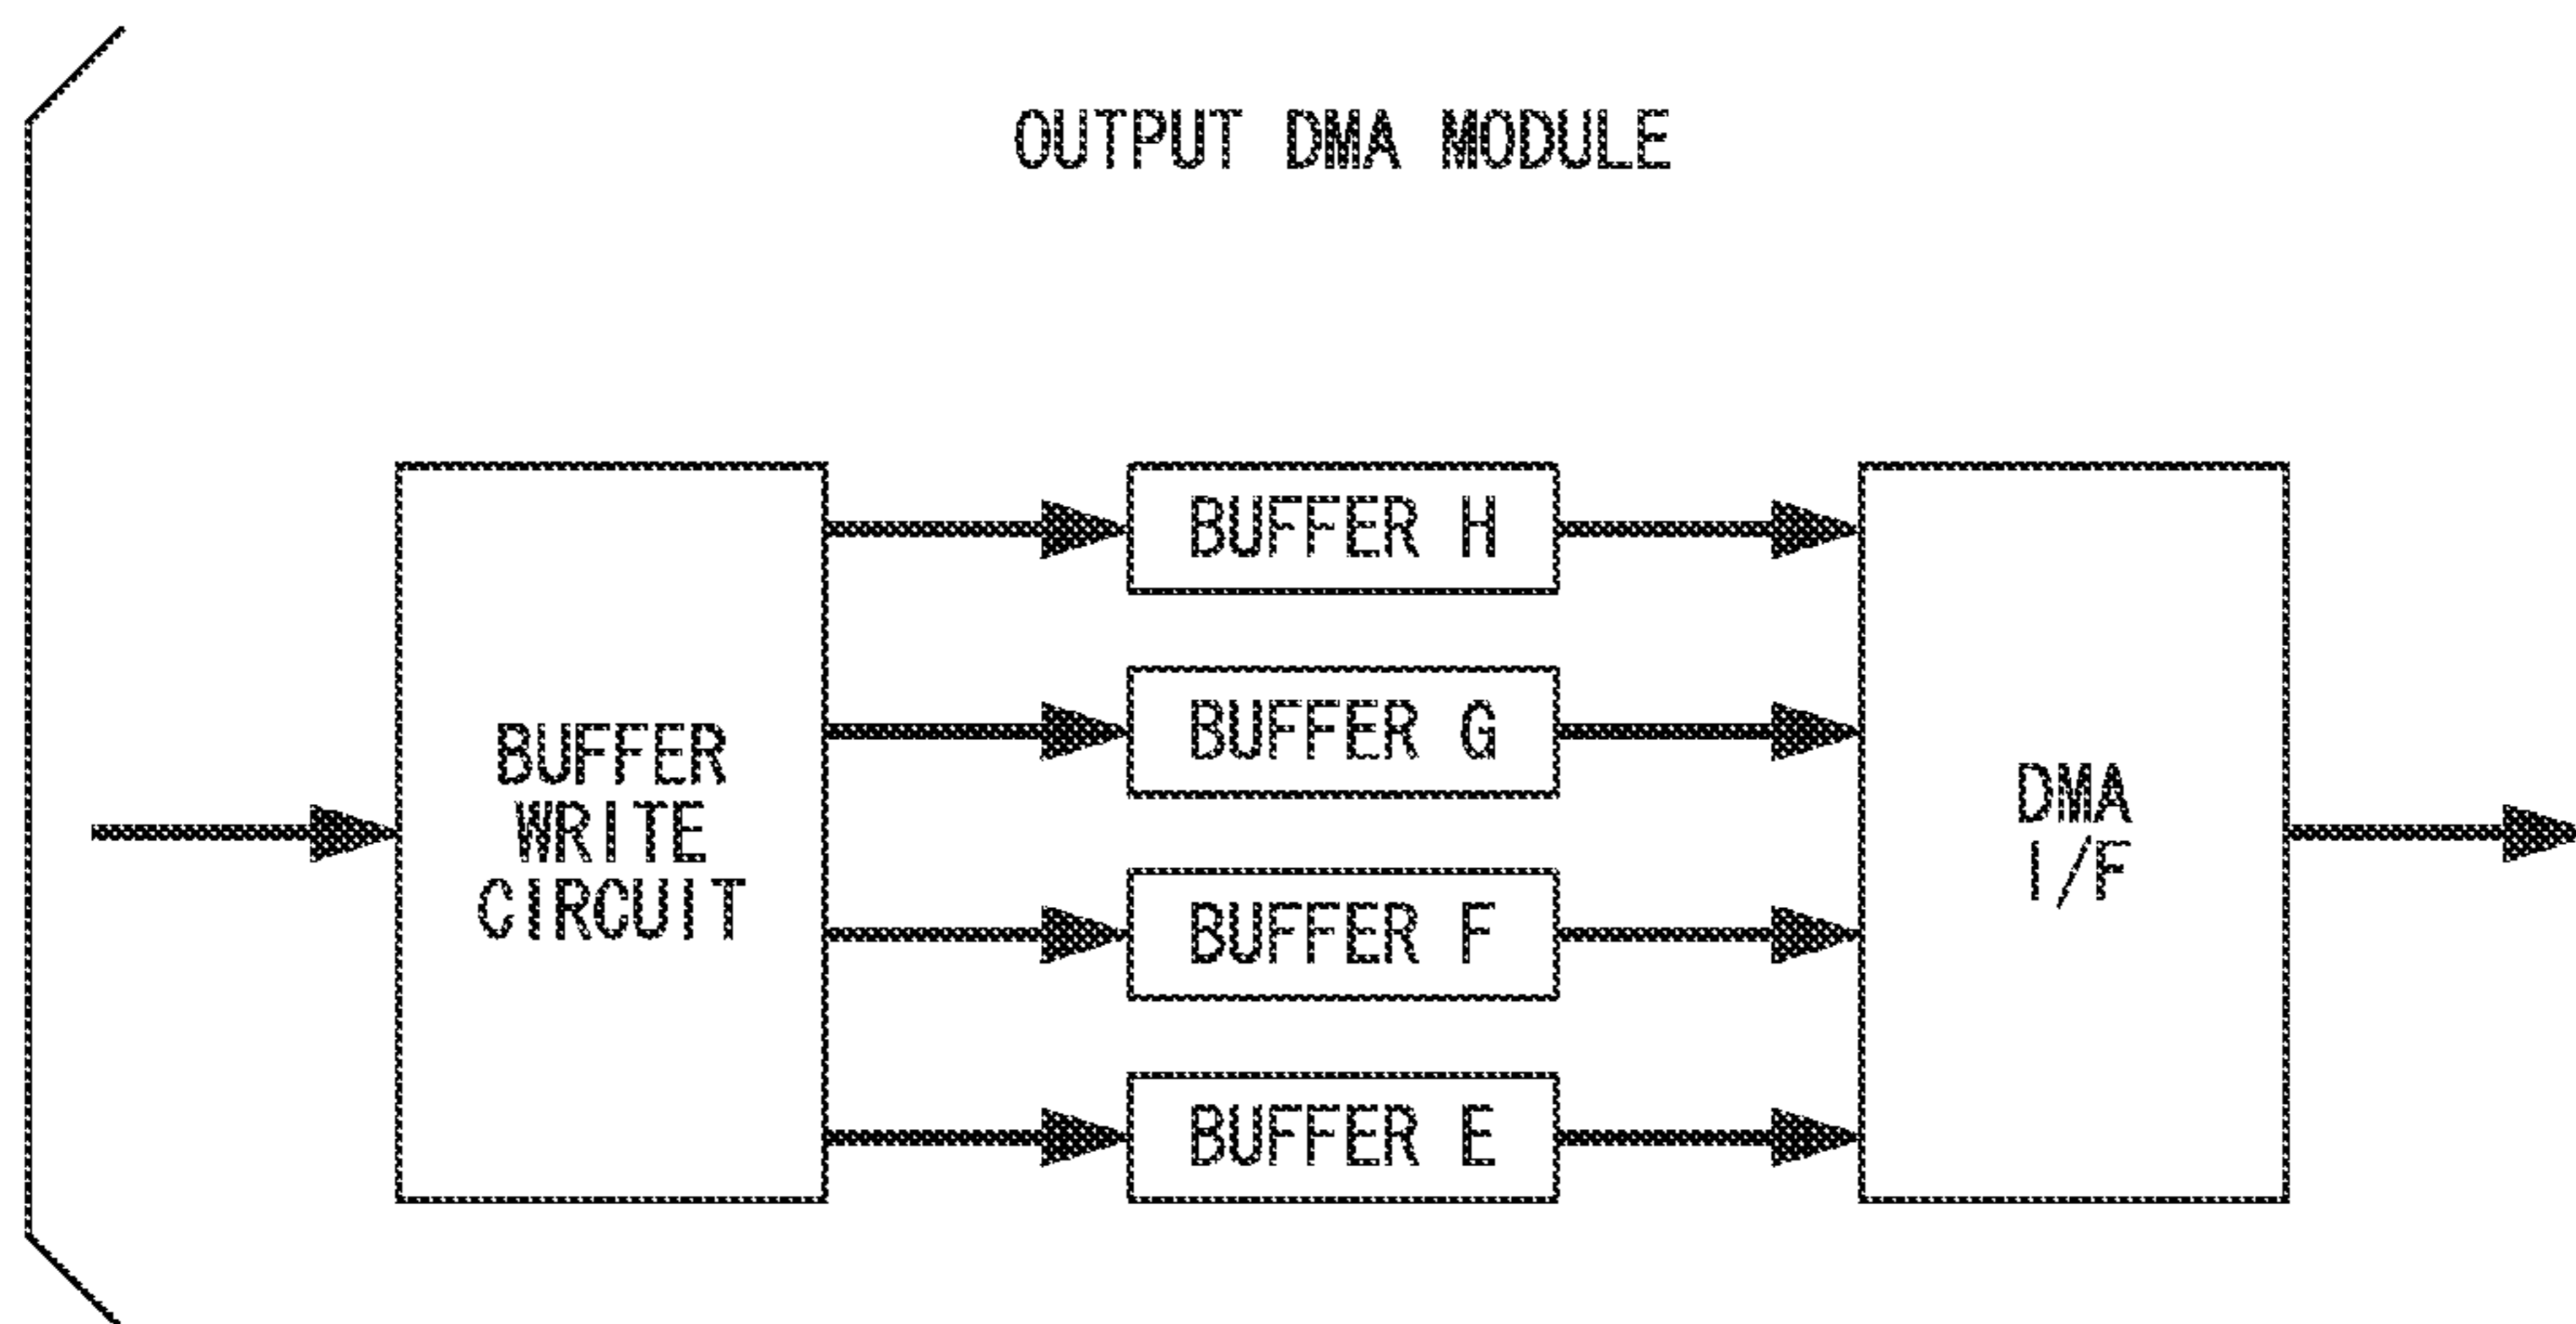 OUTPUT DMA MODULE
BUFFER
WRITE
CIRCUIT
BUFFER H
BUFFER G
BUFFER F
BUFFER E
DMA
I/F